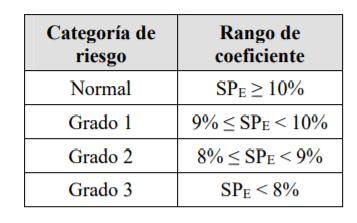 Categoría de riesgo Rango de coeficiente
Normal SPE ≥ 10%
Grado 1 9% ≤ SPE < 10%
Grado 2 8% ≤ SPE < 9%
Grado 3 SPE < 8%